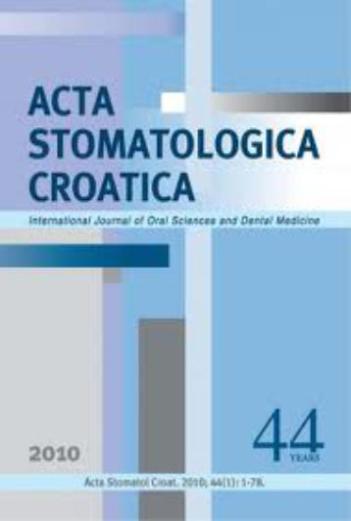 ACTA
STOMATOLOGICA
CROATICA
International Journal of Oral Sciences and Dental Medicine
2010
44
YEARS
Acta Stomatol Croat. 2010; 44(1): 1-78.